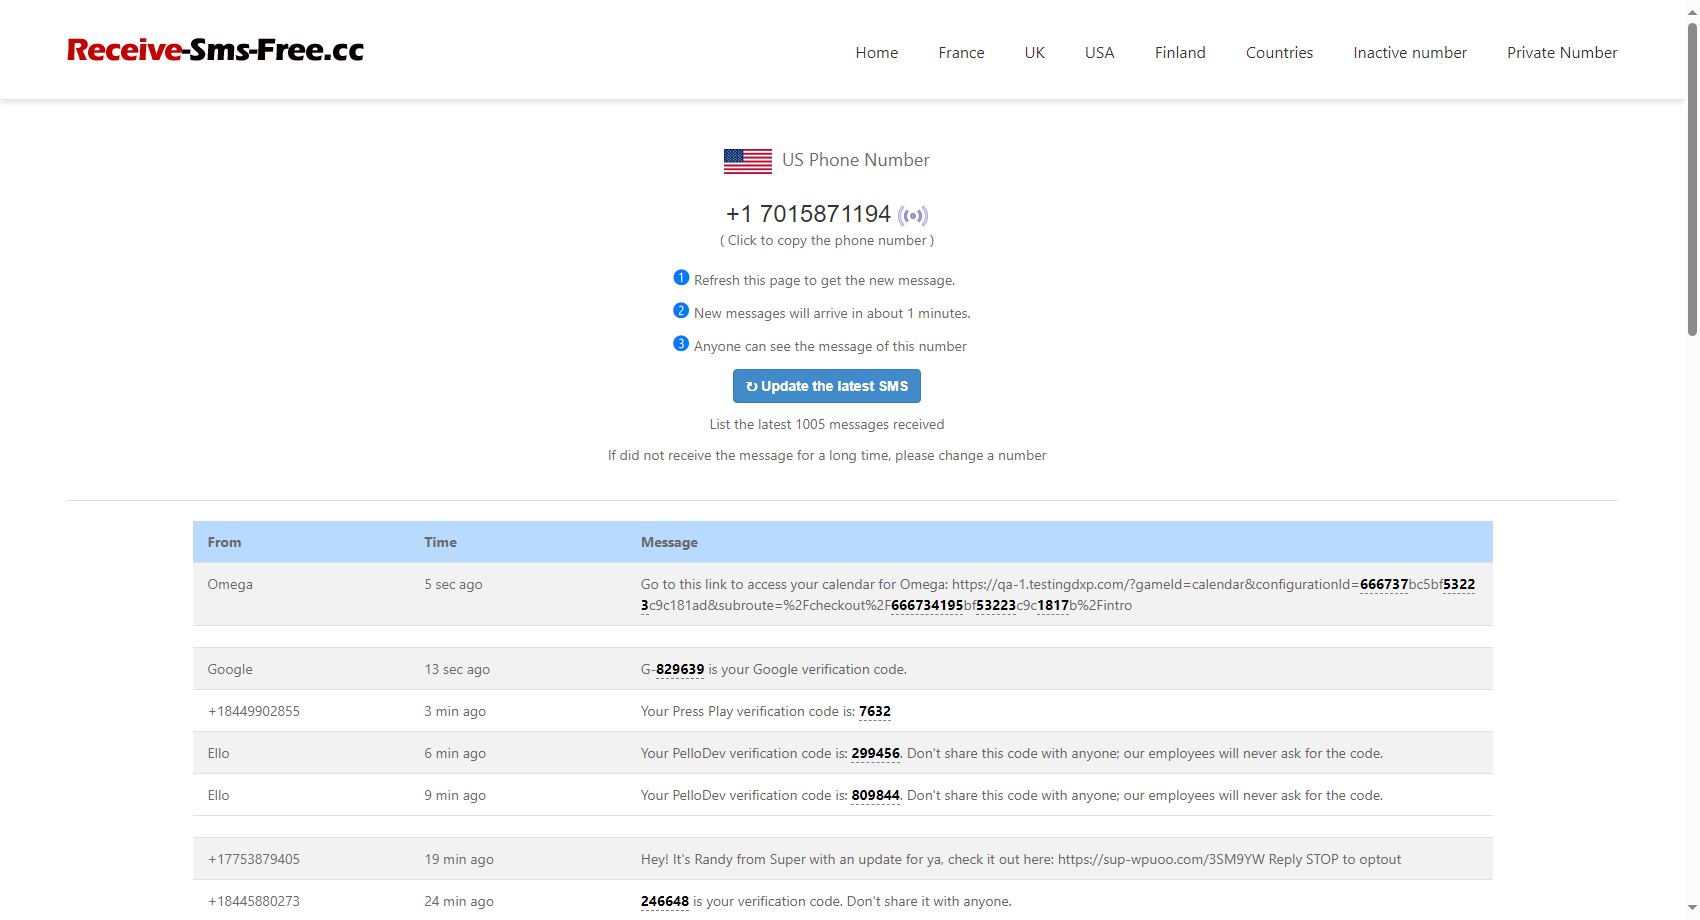 Receive-Sms-Free.cc
Home France UK USA Finland Countries Inactive number Private Number
US Phone Number
+1 7015871194
( Click to copy the phone number )
1 Refresh this page to get the new message.
2 New messages will arrive in about 1 minutes.
3 Anyone can see the message of this number
↻ Update the latest SMS
List the latest 1005 messages received
If did not receive the message for a long time, please change a number
From Time Message
Omega 5 sec ago Go to this link to access your calendar for Omega: https://qa-1.testingdxp.com/?gameId=calendar&configurationId=666737bc5bf5322
3c9c181ad&subroute=%2Fcheckout%2F666734195bf53223c9c1817b%2Fintro
Google 13 sec ago G-829639 is your Google verification code.
+18449902855 3 min ago Your Press Play verification code is: 7632
Ello 6 min ago Your PelloDev verification code is: 299456. Don't share this code with anyone; our employees will never ask for the code.
Ello 9 min ago Your PelloDev verification code is: 809844. Don't share this code with anyone; our employees will never ask for the code.
+17753879405 19 min ago Hey! It's Randy from Super with an update for ya, check it out here: https://sup-wpuoo.com/3SM9YW Reply STOP to optout
+18445880273 24 min ago 246648 is your verification code. Don't share it with anyone.